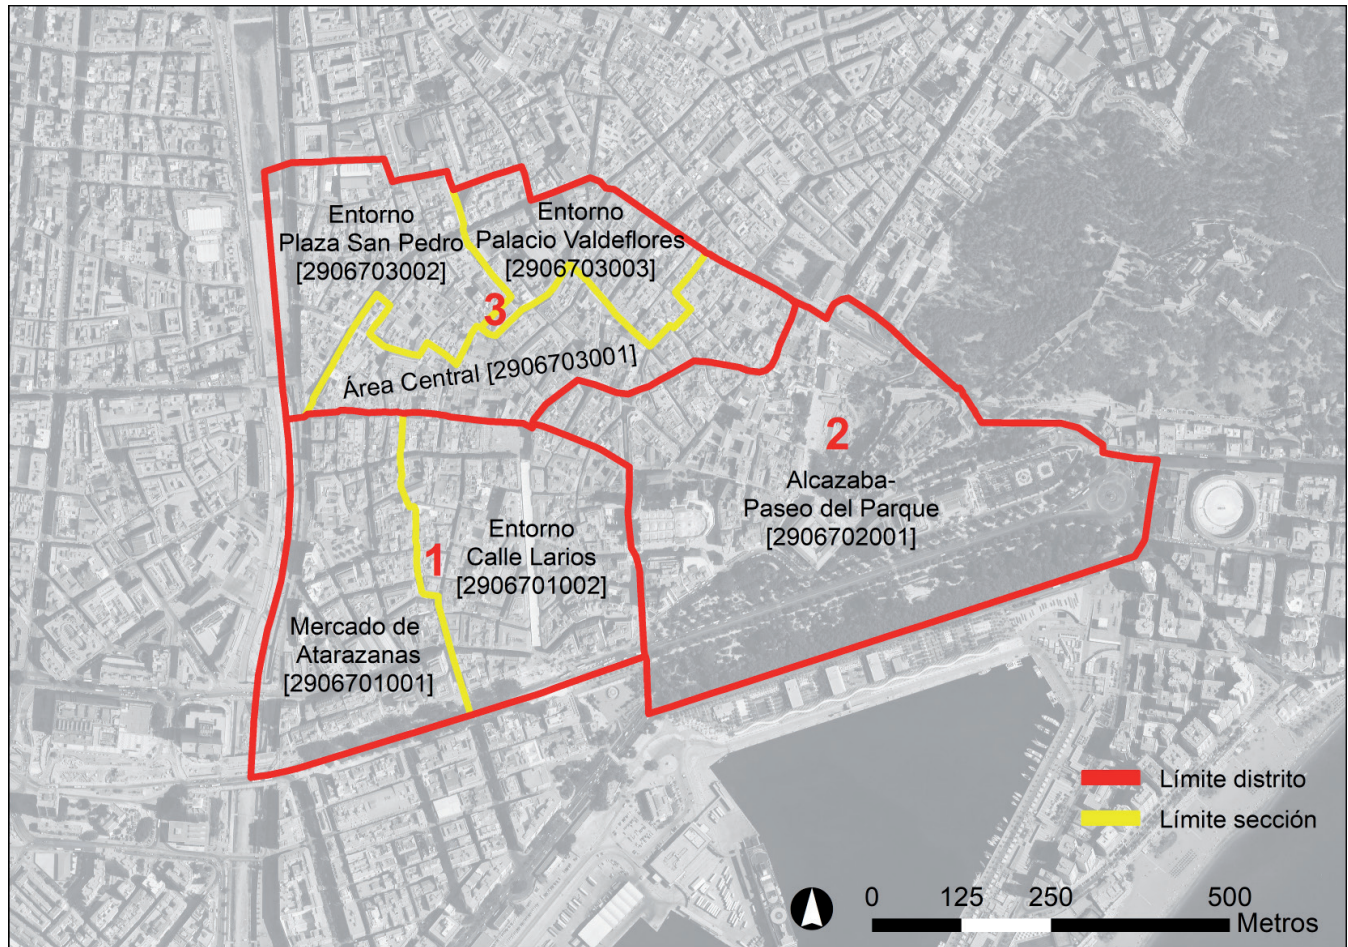 Entorno
Plaza San Pedro
[2906703002]
Entorno
Palacio Valdeflores
[2906703003]
3
Área Central [2906703001]
2
Alcazaba-
Paseo del Parque
[2906702001]
Entorno
Calle Larios
[2906701002]
1
Mercado de
Atarazanas
[2906701001]
Límite distrito
Límite sección
0 125 250 500
Metros